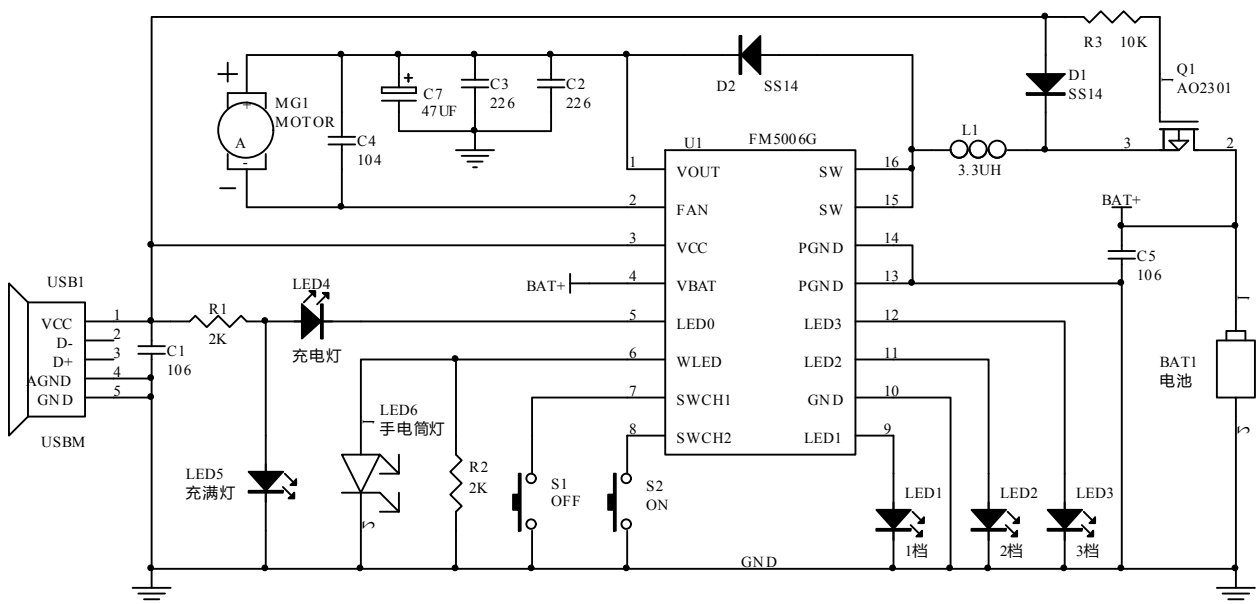 R3 10K
Q1
AO2301
1
D1
SS14
D2 SS14
+
MG1
MOTOR
+
A
-
C7
47UF
+
C3
226
C2
226
C4
104
L1
3.3UH
3
2
U1 FM5006G
1 VOUT SW 16
2 FAN SW 15
3 VCC PGND 14
BAT+ 4 VBAT PGND 13
5 LED0 LED3 12
6 WLED LED2 11
7 SWCH1 GND 10
8 SWCH2 LED1 9
BAT+
C5
106
1
BAT1
电池
2
USB1
VCC 1
D- 2
D+ 3
AGND 4
GND 5
USBM
R1
2K
C1
106
LED4
充电灯
LED5
充满灯
1
LED6
手电筒灯
2
R2
2K
S1
OFF
S2
ON
LED1
1档
LED2
2档
LED3
3档
GND